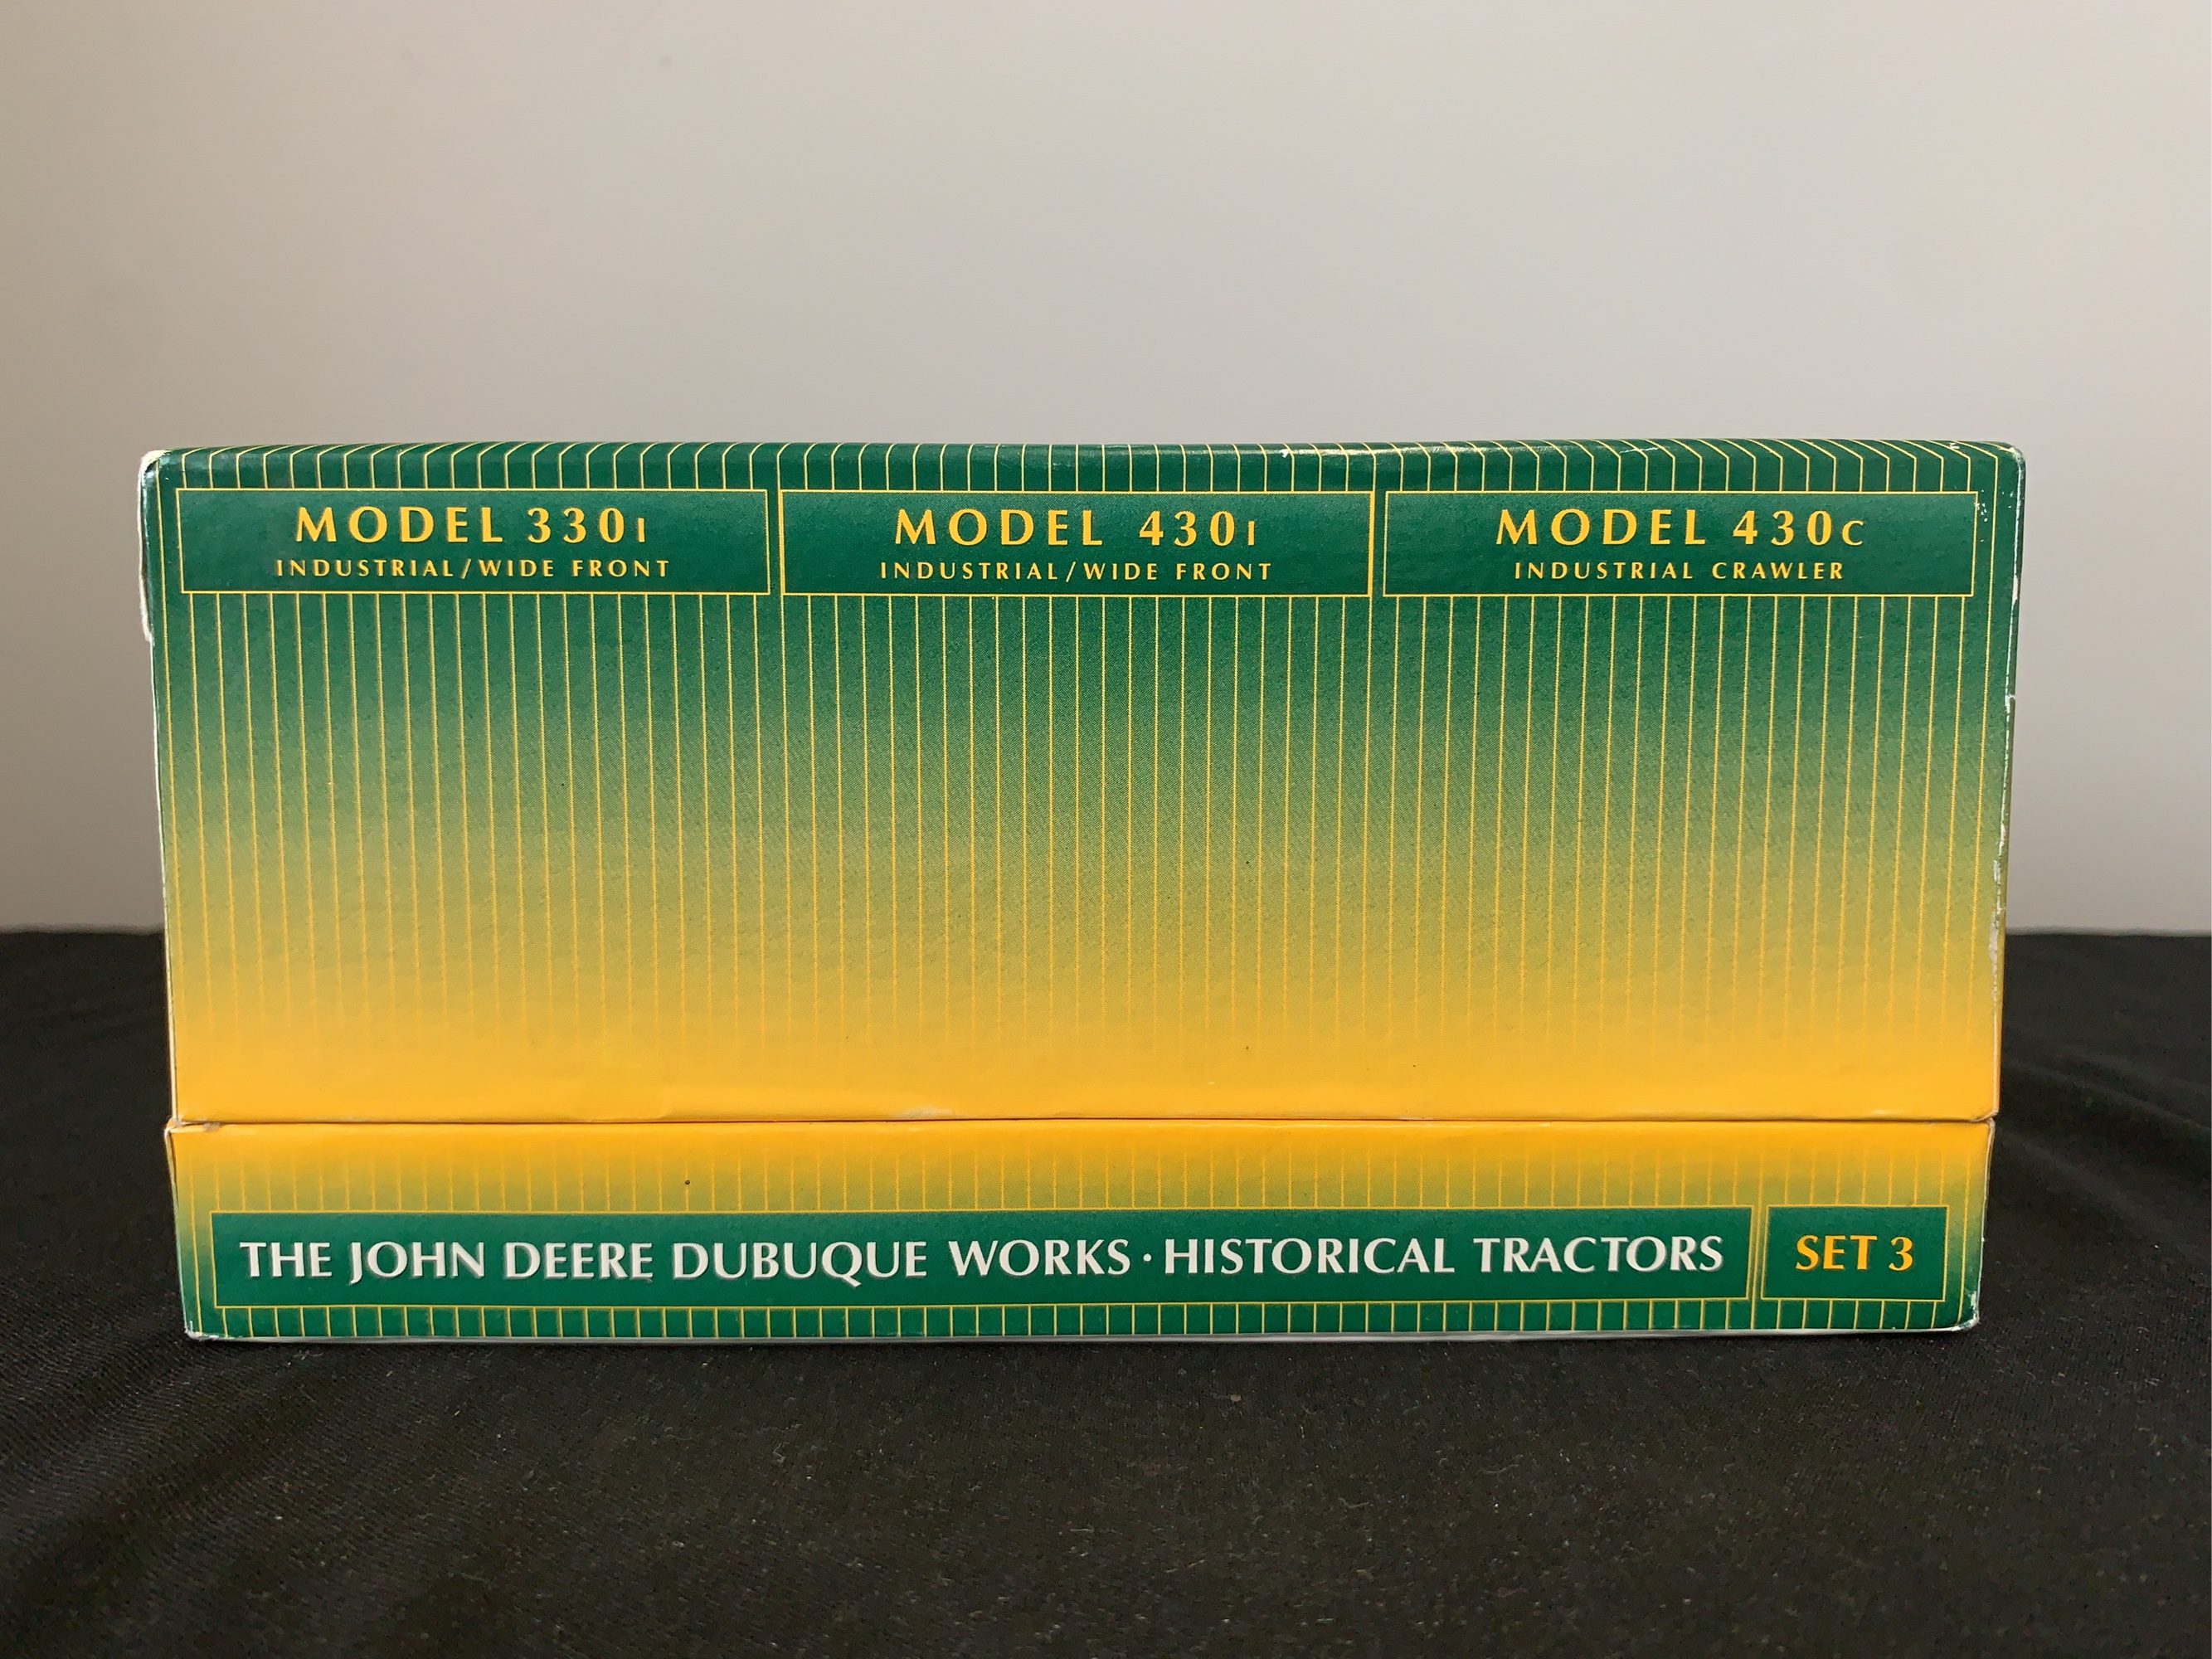 MODEL 330I
INDUSTRIAL/WIDE FRONT
MODEL 430I
INDUSTRIAL/WIDE FRONT
MODEL 430C
INDUSTRIAL CRAWLER
THE JOHN DEERE DUBUQUE WORKS · HISTORICAL TRACTORS
SET 3